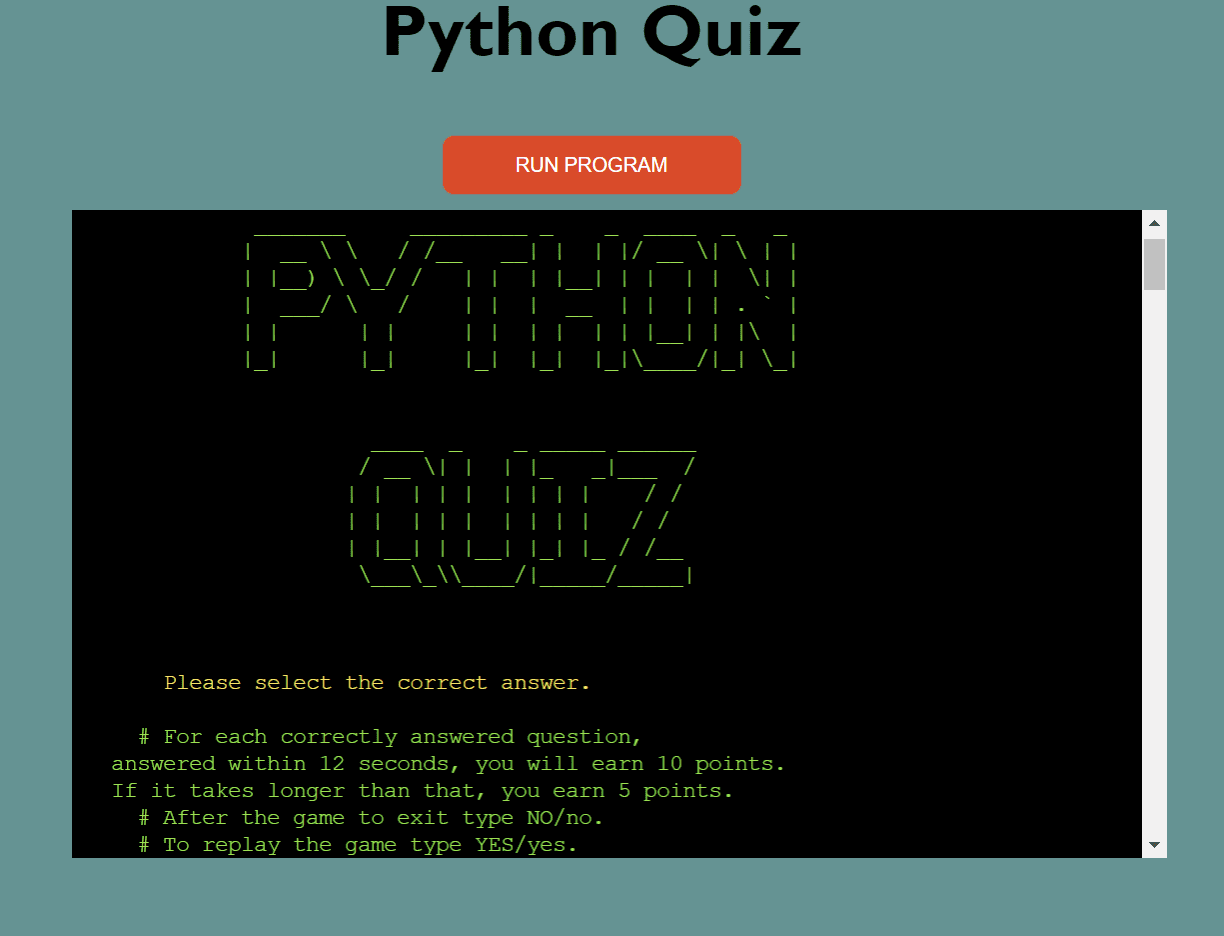 Python Quiz
RUN PROGRAM
PYTHON
QUIZ
Please select the correct answer.
# For each correctly answered question,
answered within 12 seconds, you will earn 10 points.
If it takes longer than that, you earn 5 points.
# After the game to exit type NO/no.
# To replay the game type YES/yes.